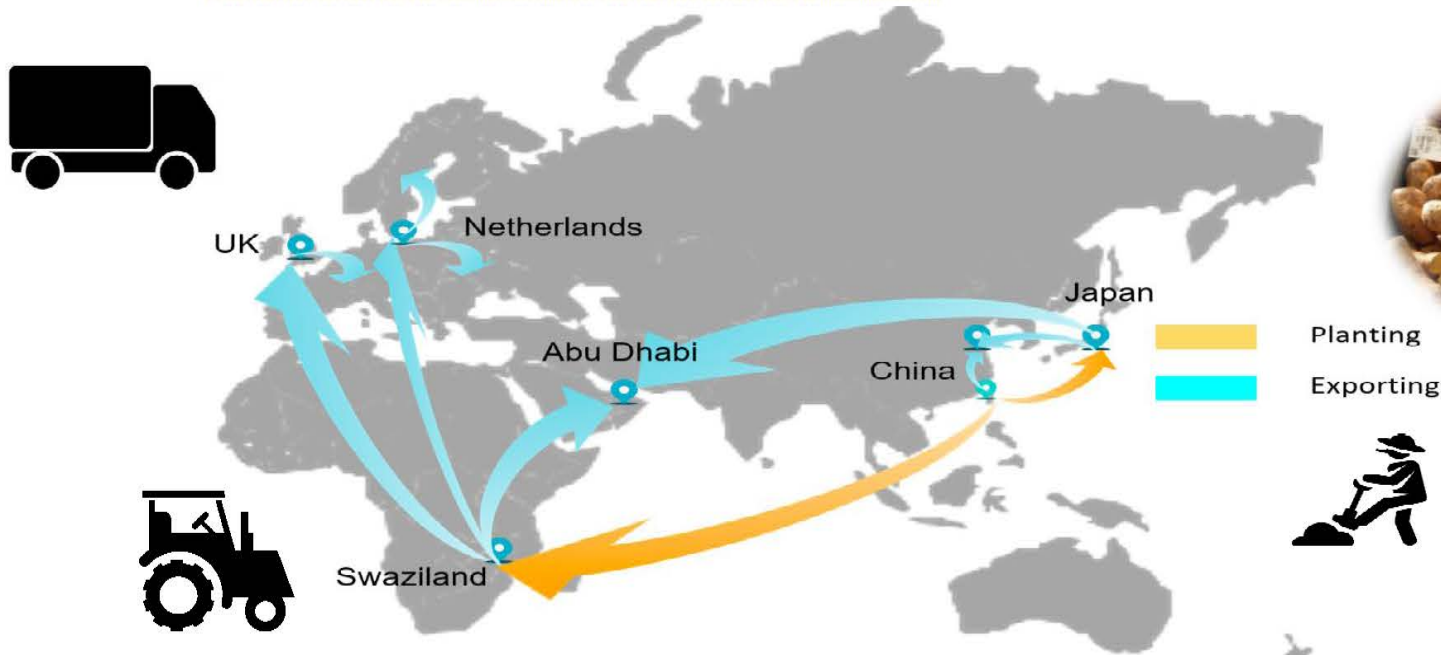 UK
Netherlands
Japan
Abu Dhabi
China
Planting
Exporting
Swaziland